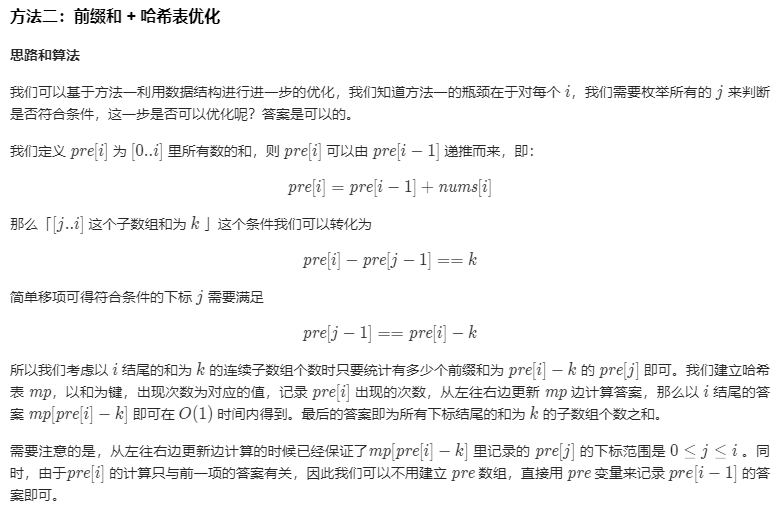 方法二：前缀和 + 哈希表优化
思路和算法
我们可以基于方法一利用数据结构进行进一步的优化，我们知道方法一的瓶颈在于对每个 i，我们需要枚举所有的 j 来判断
是否符合条件，这一步是否可以优化呢？答案是可以的。
我们定义 pre[i] 为 [0..i] 里所有数的和，则 pre[i] 可以由 pre[i − 1] 递推而来，即：
pre[i] = pre[i − 1] + nums[i]
那么「[j..i] 这个子数组和为 k 」这个条件我们可以转化为
pre[i] − pre[j − 1] == k
简单移项可得符合条件的下标 j 需要满足
pre[j − 1] == pre[i] − k
所以我们考虑以 i 结尾的和为 k 的连续子数组个数时只要统计有多少个前缀和为 pre[i] − k 的 pre[j] 即可。我们建立哈希
表 mp，以和为键，出现次数为对应的值，记录 pre[i] 出现的次数，从左往右边更新 mp 边计算答案，那么以 i 结尾的答
案 mp[pre[i] − k] 即可在 O(1) 时间内得到。最后的答案即为所有下标结尾的和为 k 的子数组个数之和。
需要注意的是，从左往右边更新边计算的时候已经保证了mp[pre[i] − k] 里记录的 pre[j] 的下标范围是 0 ≤ j ≤ i 。同
时，由于pre[i] 的计算只与前一项的答案有关，因此我们可以不用建立 pre 数组，直接用 pre 变量来记录 pre[i − 1] 的答
案即可。